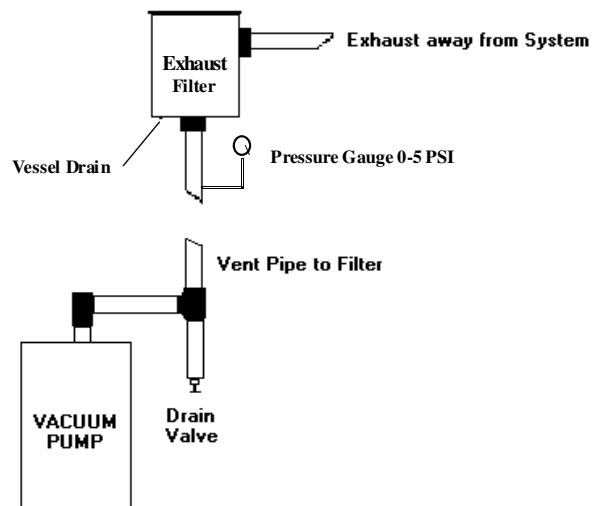 Exhaust away from System
Exhaust
Filter
Vessel Drain
Pressure Gauge 0-5 PSI
Vent Pipe to Filter
VACUUM
PUMP
Drain
Valve